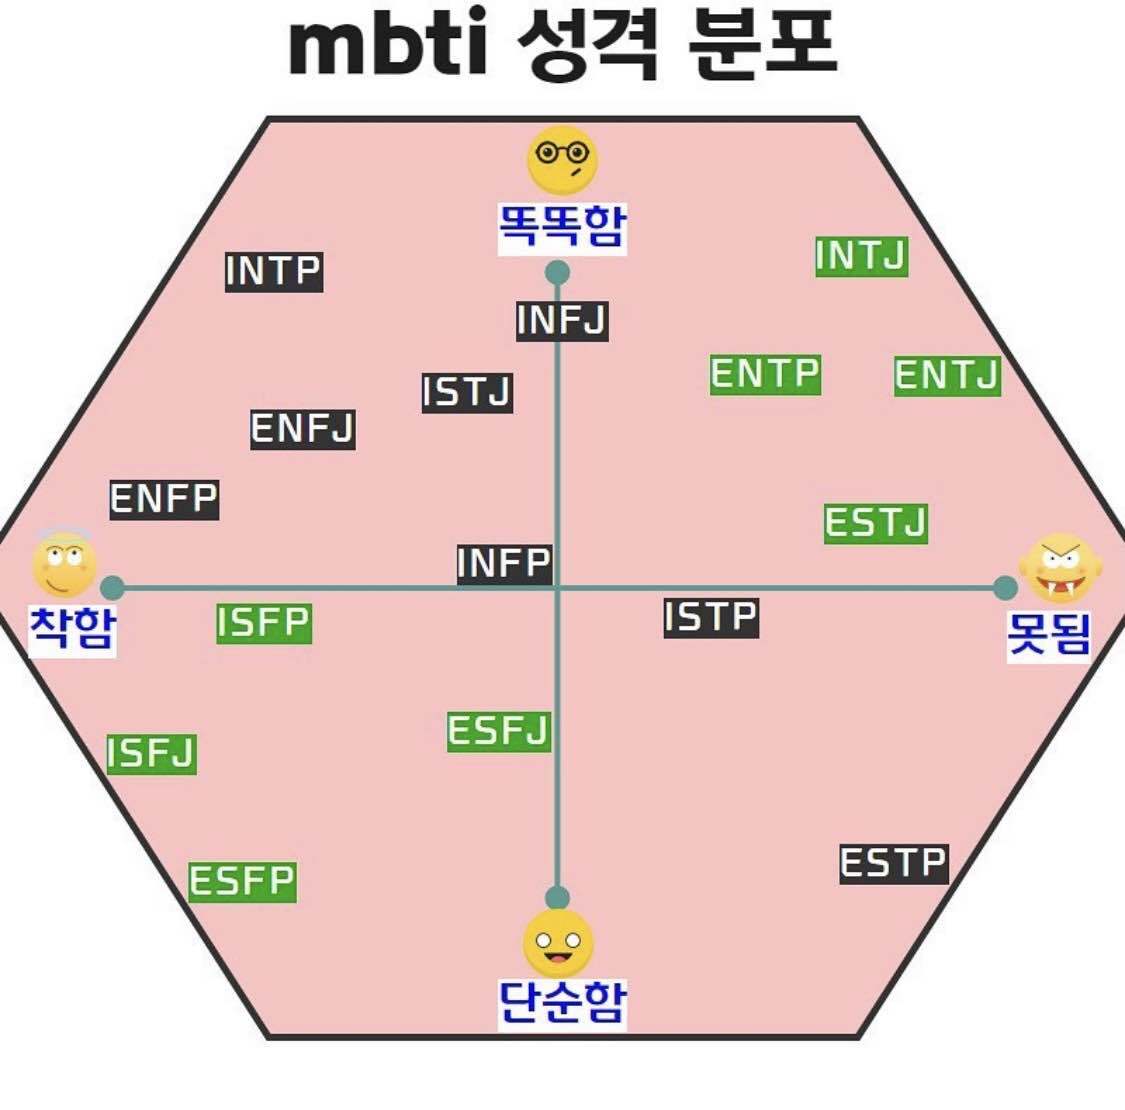 mbti 성격 분포
똑똑함
INTJ
INTP
INFJ
ENTP
ENTJ
ISTJ
ENFJ
ENFP
ESTJ
INFP
ISTP
ISFP
착함
못됨
ESFJ
ISFJ
ESTP
ESFP
단순함